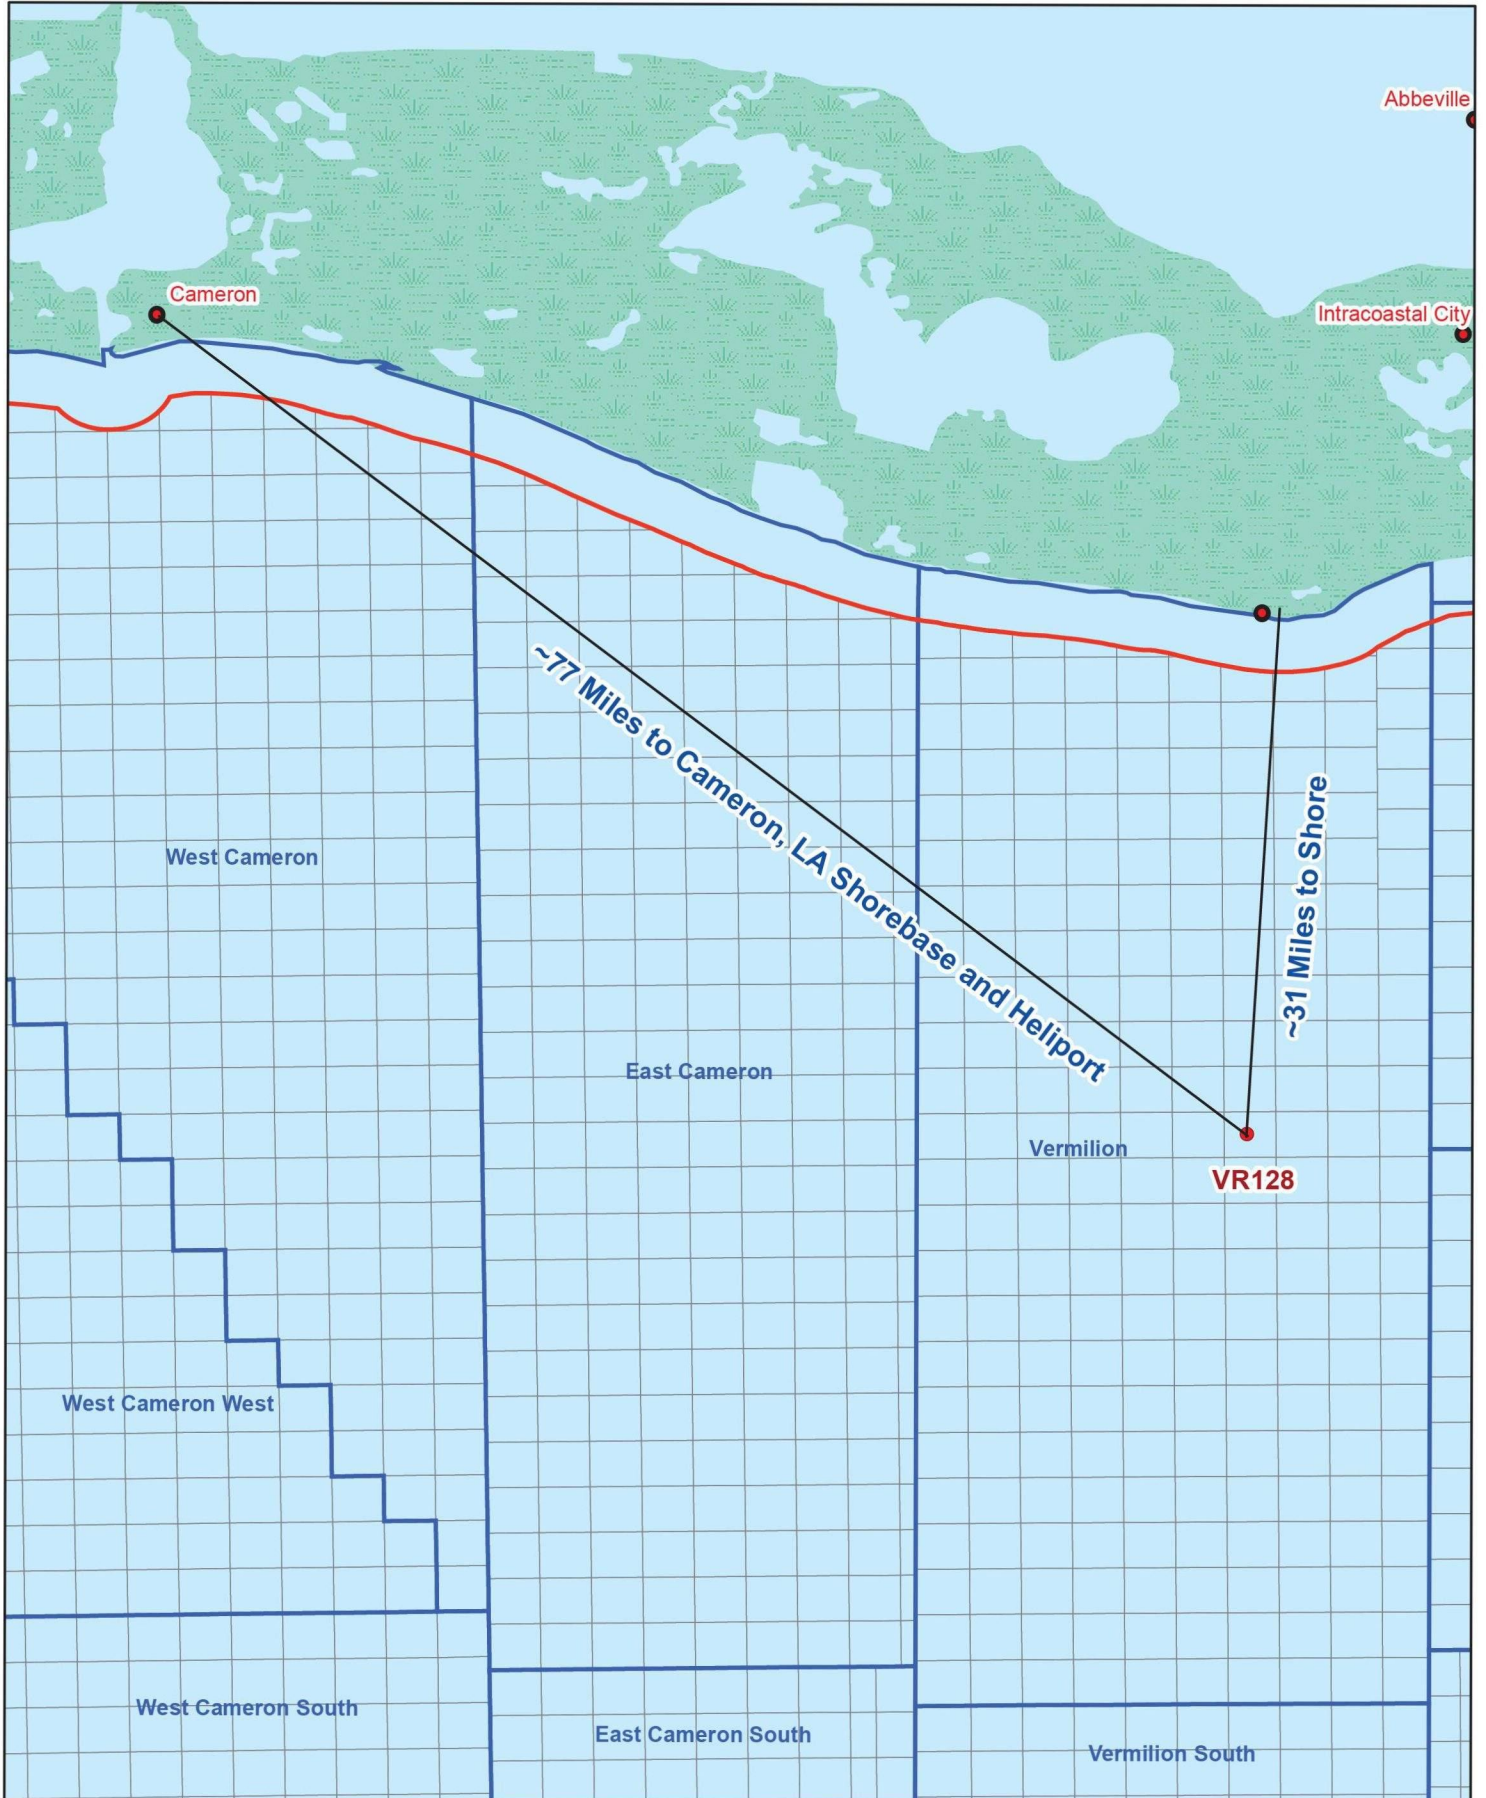 Abbeville
Cameron
Intracoastal City
~77 Miles to Cameron, LA Shorebase and Heliport
~31 Miles to Shore
West Cameron
East Cameron
Vermilion
VR128
West Cameron West
West Cameron South
East Cameron South
Vermilion South